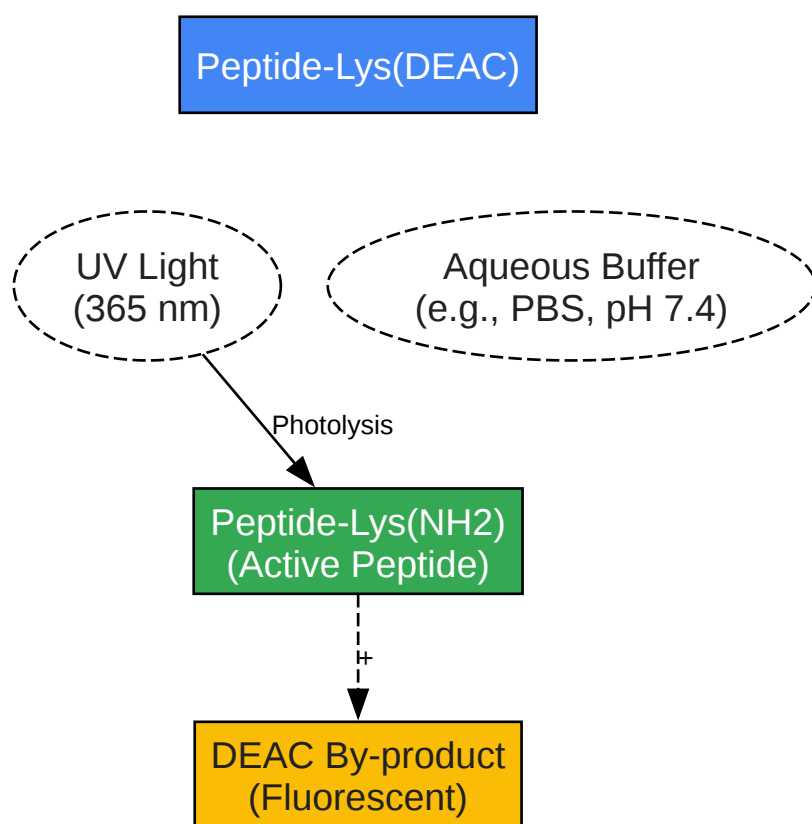 Peptide-Lys(DEAC)
UV Light
(365 nm)
Aqueous Buffer
(e.g., PBS, pH 7.4)
Photolysis
Peptide-Lys(NH2)
(Active Peptide)
+
DEAC By-product
(Fluorescent)